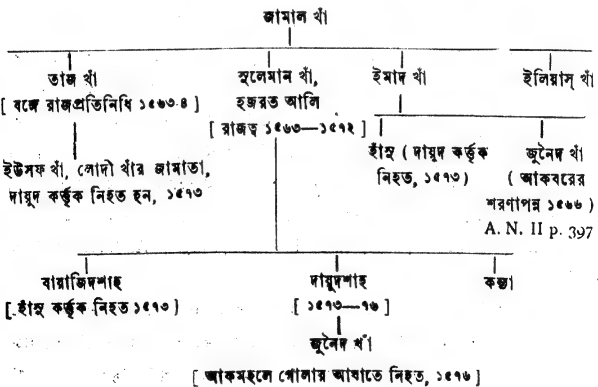 জামাল খাঁ
তাজ খাঁ
[ বঙ্গে রাজপ্রতিনিধি ১৫৬৩-৪ ]
সুলেমান খাঁ,
হজরত আলি
[ রাজত্ব ১৫৬৩—১৫৭২ ]
ইমাদ খাঁ
ইলিয়াস্ খাঁ
ইউসফ খাঁ, লোদী খাঁর জামাতা,
দায়ুদ কর্ত্তৃক নিহত হন, ১৫৭৩
হাঁসু ( দায়ুদ কর্ত্তৃক
নিহত, ১৫৭৩ )
জুনৈদ খাঁ
( আকবরের
শরণাপন্ন ১৫৬৬ )
A. N. II p. 397
বায়াজিদশাহ
[ হাঁসু কর্ত্তৃক নিহত ১৫৭৩ ]
দায়ুদশাহ
[ ১৫৭৩—৭৬ ]
কন্যা
জুনৈদ খাঁ
[ আকমহলে গোলার আঘাতে নিহত, ১৫৭৬ ]